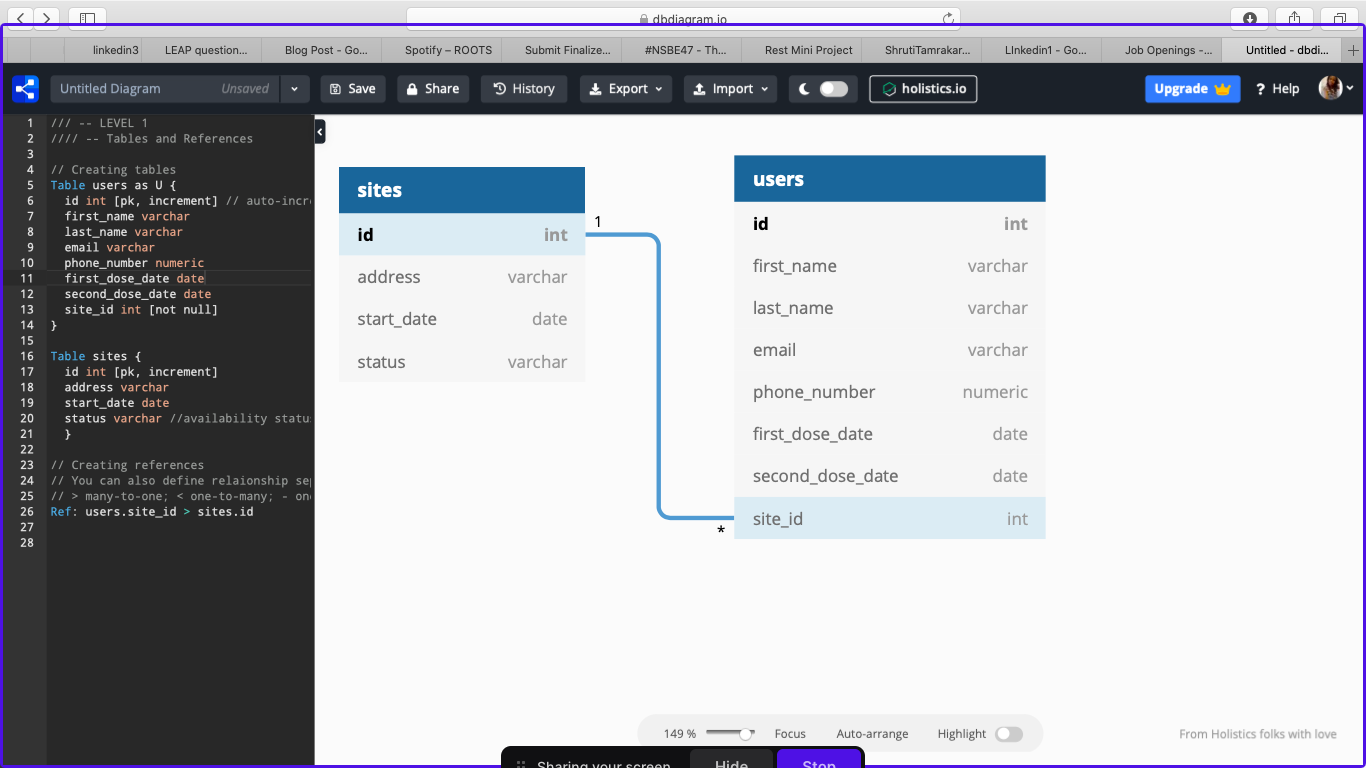 dbdiagram.io
linkedin3
LEAP question...
Blog Post - Go...
Spotify – ROOTS
Submit Finalize...
#NSBE47 - Th...
Rest Mini Project
ShrutiTamrakar...
LInkedin1 - Go...
Job Openings -...
Untitled - dbdi...
Untitled Diagram Unsaved
Save
Share
History
Export
Import
holistics.io
Upgrade
? Help
1 /// -- LEVEL 1
2 //// -- Tables and References
3
4 // Creating tables
5 Table users as U {
6 id int [pk, increment] // auto-incr
7 first_name varchar
8 last_name varchar
9 email varchar
10 phone_number numeric
11 first_dose_date date
12 second_dose_date date
13 site_id int [not null]
14 }
15
16 Table sites {
17 id int [pk, increment]
18 address varchar
19 start_date date
20 status varchar //availability statu
21 }
22
23 // Creating references
24 // You can also define relaionship sep
25 // > many-to-one; < one-to-many; - on
26 Ref: users.site_id > sites.id
27
28
sites
id int
address varchar
start_date date
status varchar
1
*
users
id int
first_name varchar
last_name varchar
email varchar
phone_number numeric
first_dose_date date
second_dose_date date
site_id int
149 %
Focus
Auto-arrange
Highlight
From Holistics folks with love
Sharing your screen
Hide
Stop